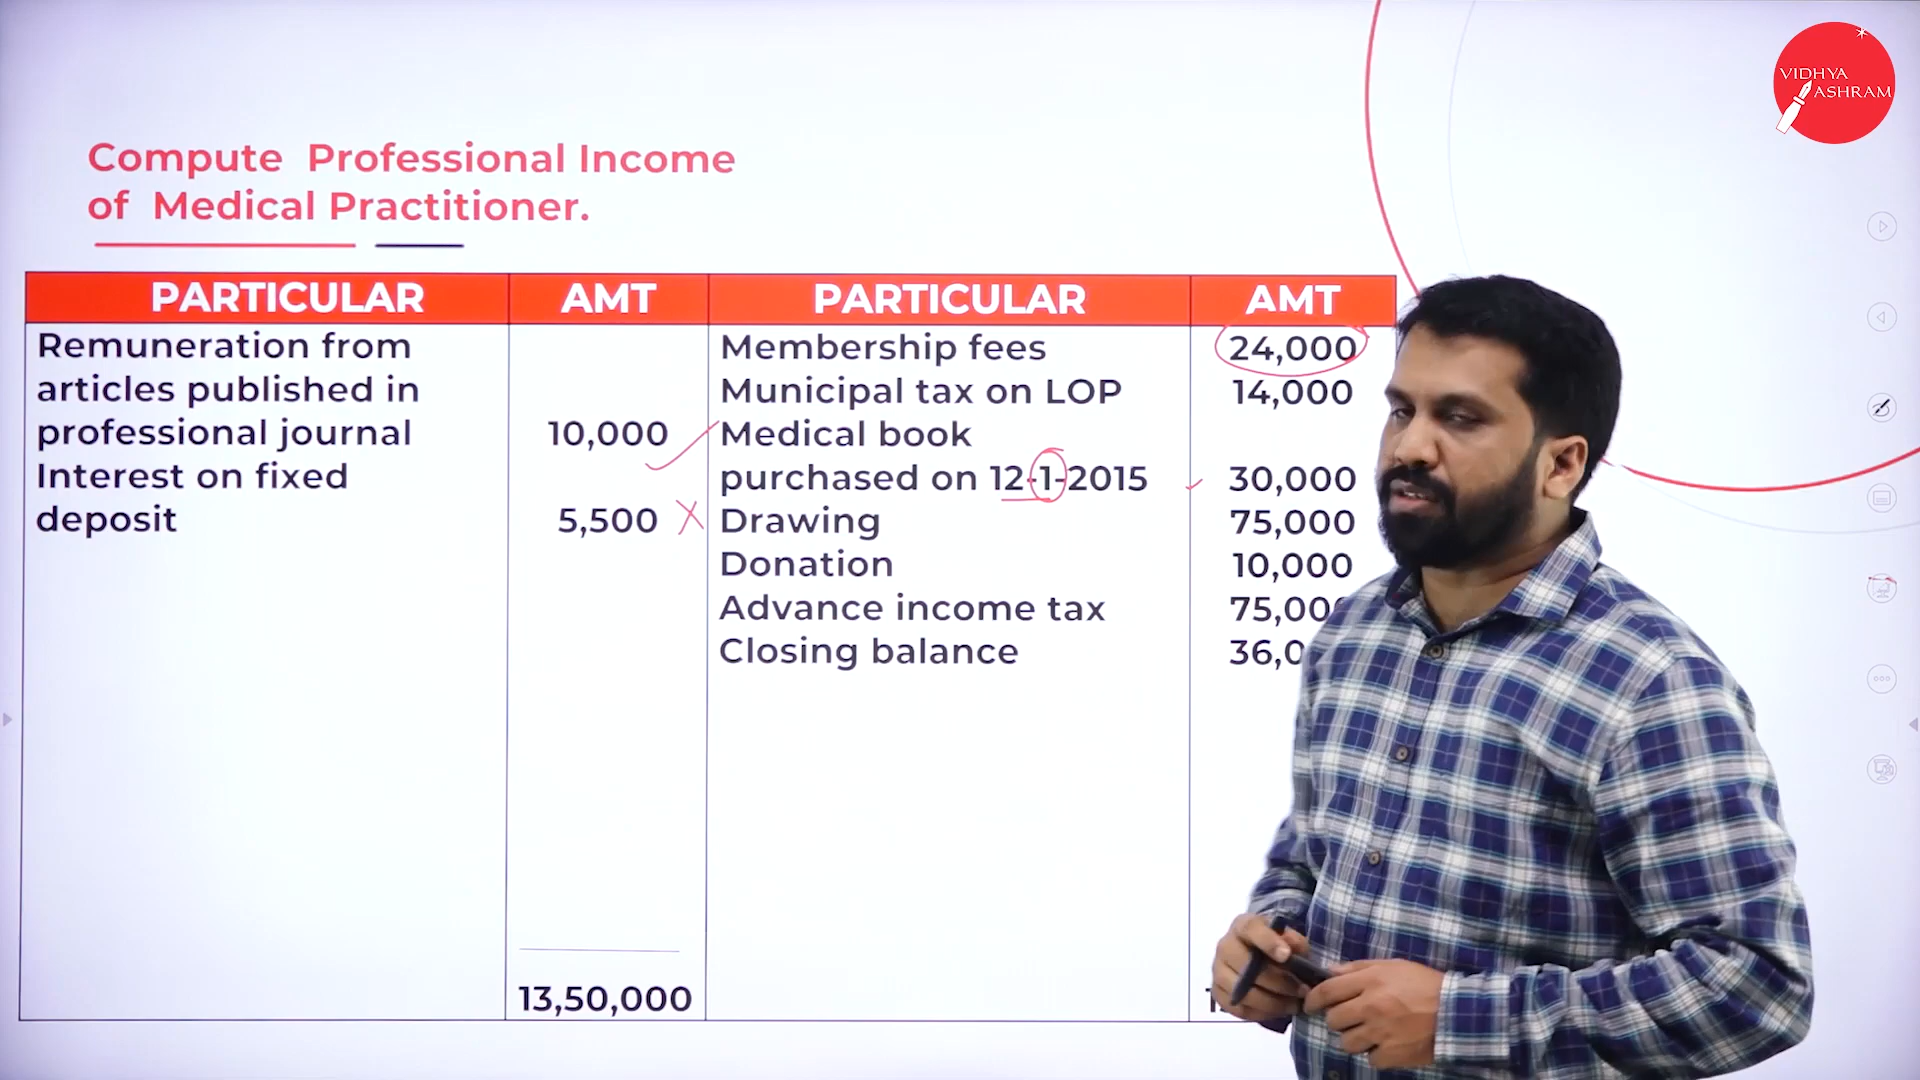 VIDHYA
ASHRAM
Compute Professional Income
of Medical Practitioner.
PARTICULAR AMT PARTICULAR AMT
Remuneration from Membership fees 24,000
articles published in Municipal tax on LOP 14,000
professional journal 10,000 Medical book
Interest on fixed purchased on 12-1-2015 30,000
deposit 5,500 Drawing 75,000
Donation 10,000
Advance income tax
Closing balance
13,50,000